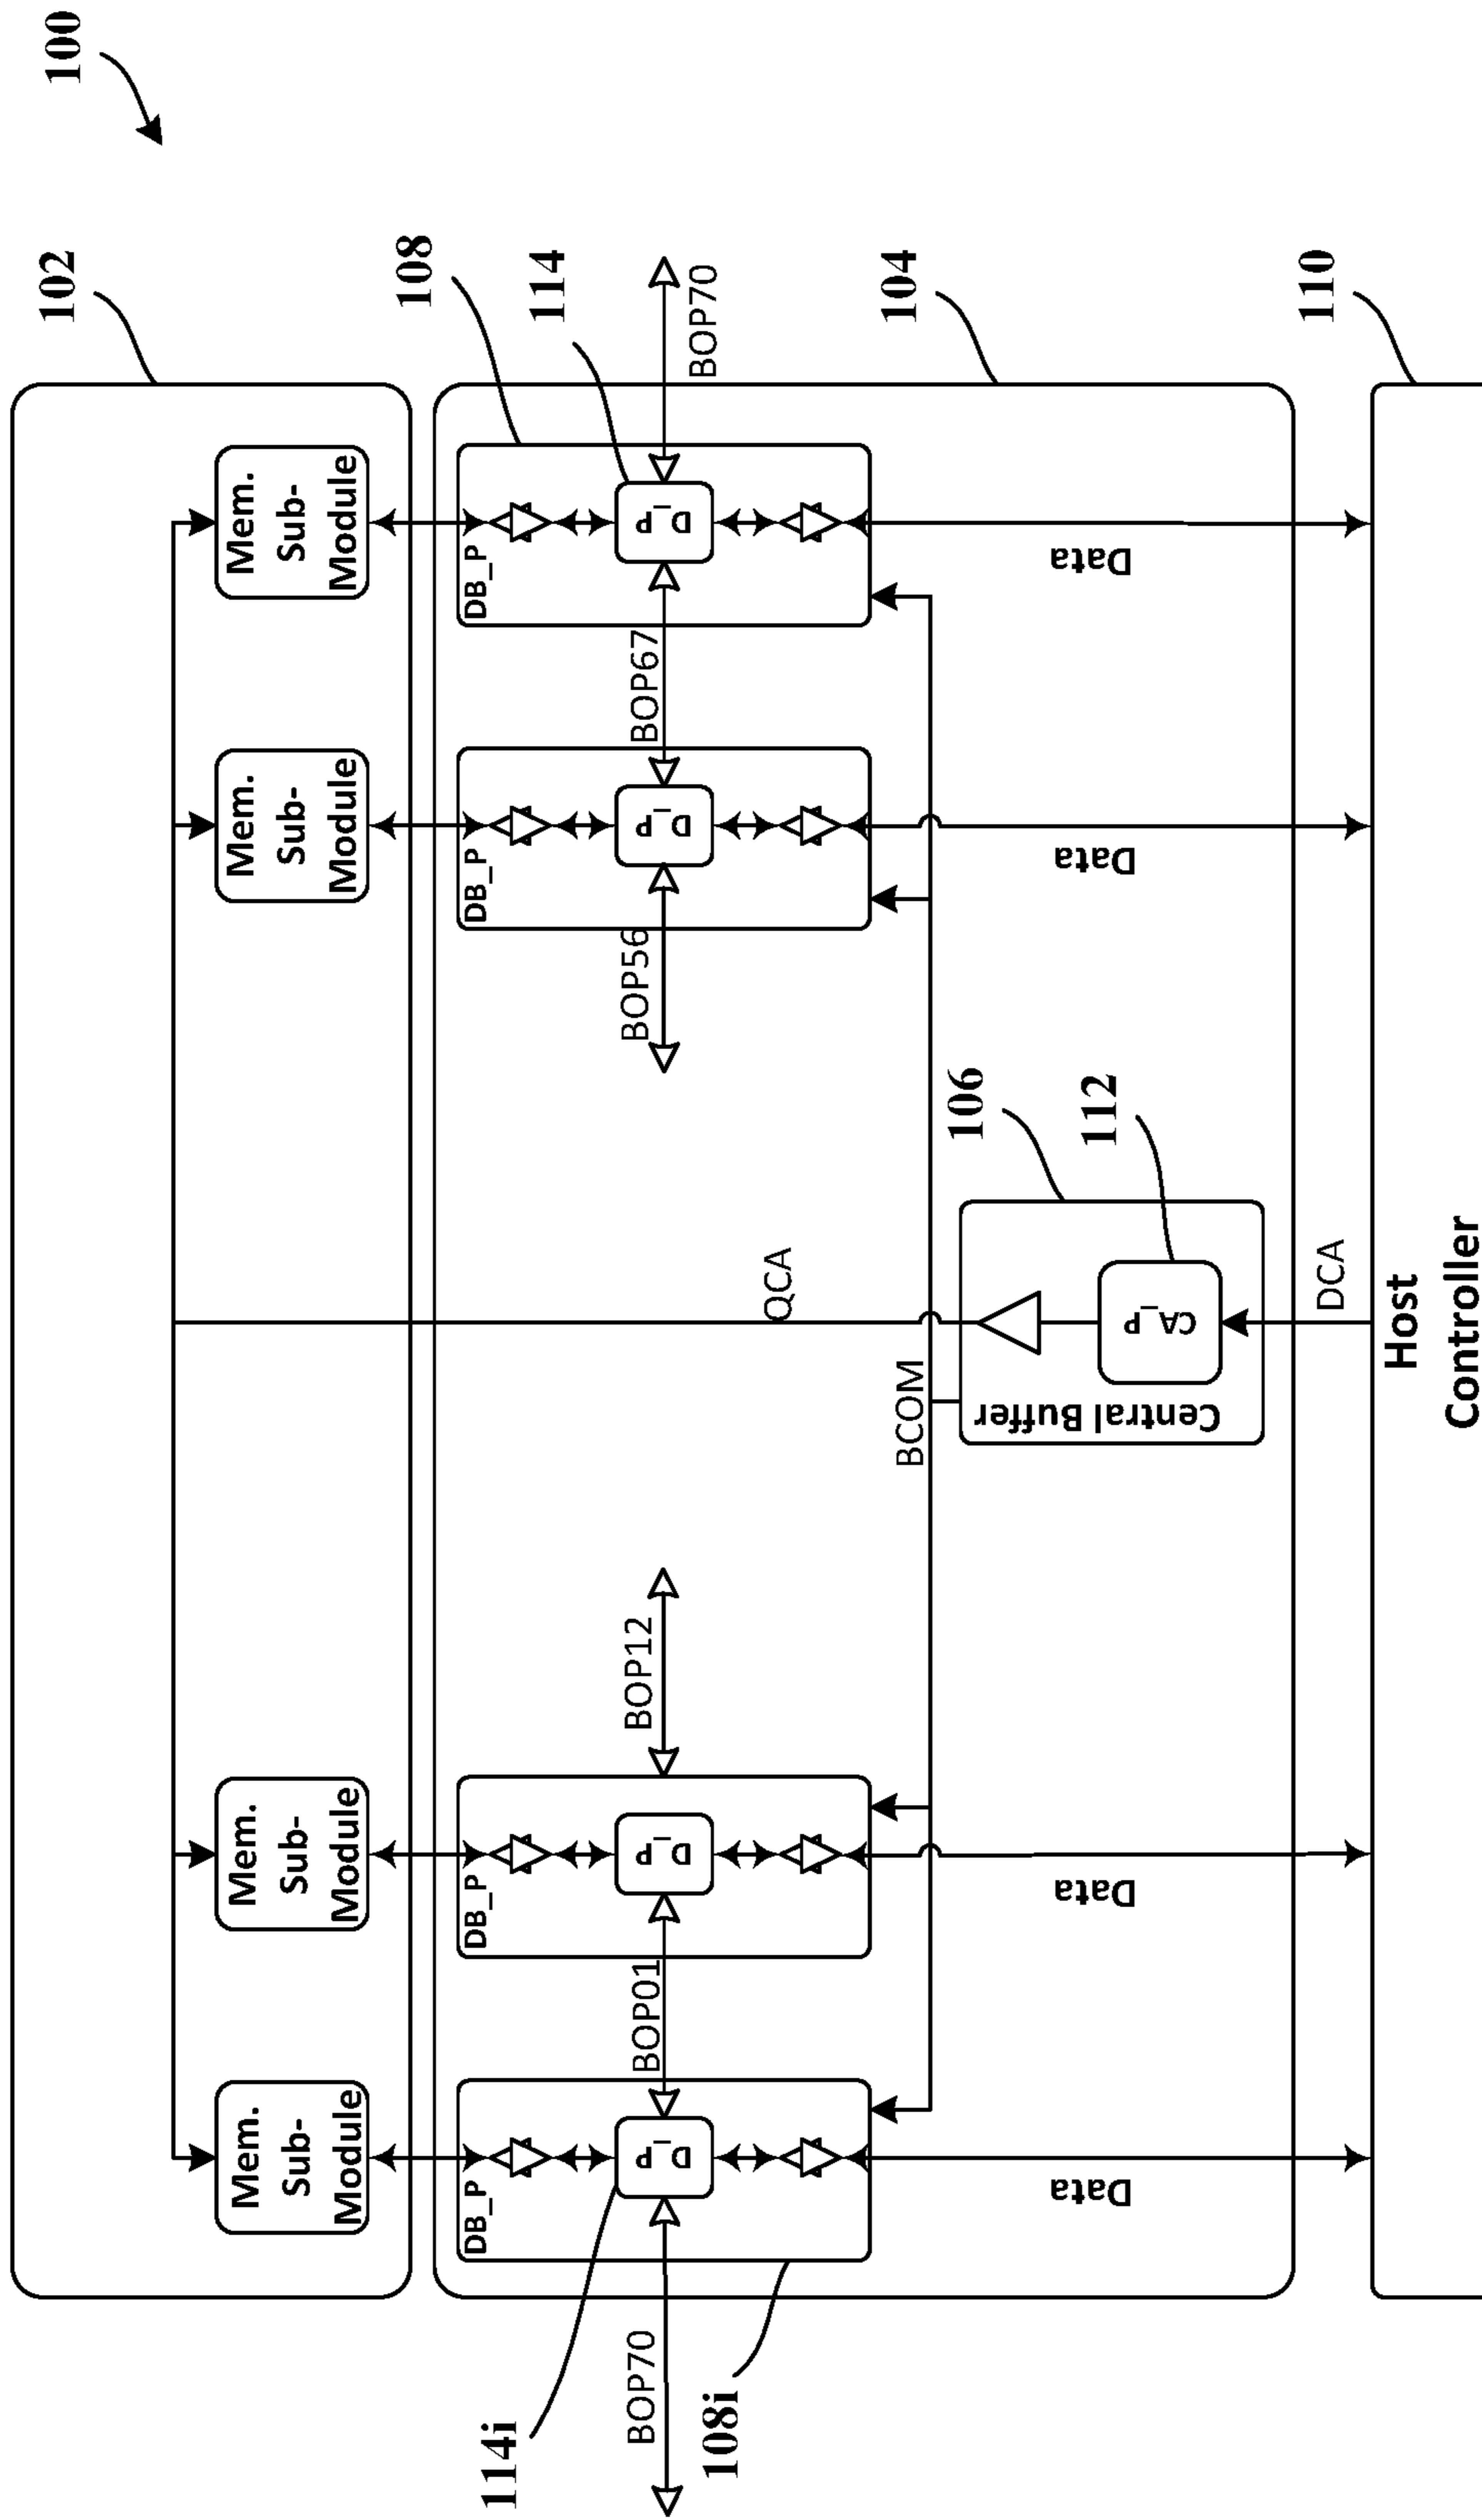 100
102
Mem.
Sub-
Module
Mem.
Sub-
Module
Mem.
Sub-
Module
Mem.
Sub-
Module
108
114
104
110
DB_P
D_P
DB_P
D_P
DB_P
D_P
DB_P
D_P
BOP70
BOP01
BOP12
BOP56
BOP67
BOP70
114i
108i
QCA
BCOM
106
112
Central Buffer
CA_P
Data
Data
Data
Data
DCA
Host
Controller